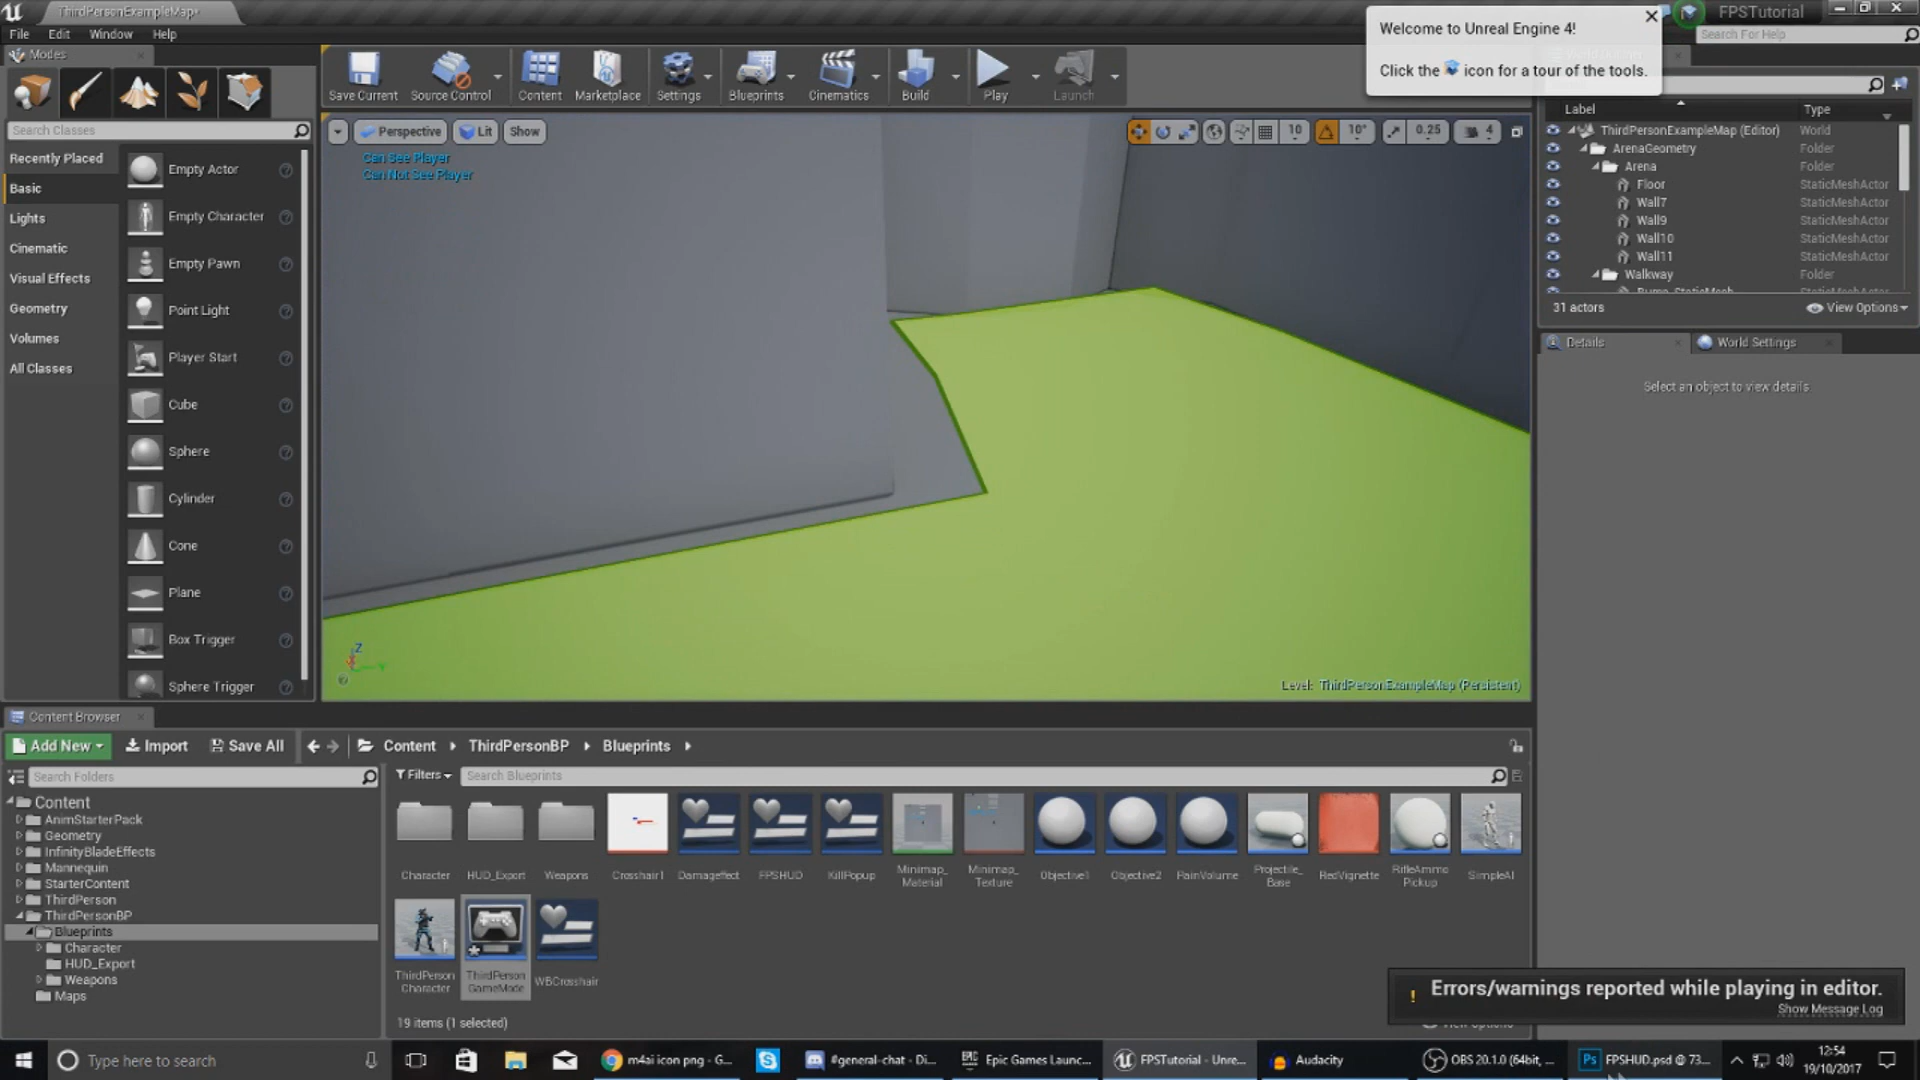 ThirdPersonExampleMap*
FPSTutorial
File Edit Window Help
Search For Help
Welcome to Unreal Engine 4!
Click the icon for a tour of the tools.
Modes
Save Current
Source Control
Content
Marketplace
Settings
Blueprints
Cinematics
Build
Play
Launch
Search Classes
Recently Placed
Basic
Lights
Cinematic
Visual Effects
Geometry
Volumes
All Classes
Empty Actor
Empty Character
Empty Pawn
Point Light
Player Start
Cube
Sphere
Cylinder
Cone
Plane
Box Trigger
Sphere Trigger
Perspective Lit Show
10 10° 0.25 4
Can See Player
Can Not See Player
Z
Level: ThirdPersonExampleMap (Persistent)
Label Type
ThirdPersonExampleMap (Editor) World
ArenaGeometry Folder
Arena Folder
Floor StaticMeshActor
Wall7 StaticMeshActor
Wall9 StaticMeshActor
Wall10 StaticMeshActor
Wall11 StaticMeshActor
Walkway Folder
Bump_StaticMesh
31 actors View Options
Details World Settings
Select an object to view details
Content Browser
Add New Import Save All Content ThirdPersonBP Blueprints
Search Folders
Filters Search Blueprints
Content
AnimStarterPack
Geometry
InfinityBladeEffects
Mannequin
StarterContent
ThirdPerson
ThirdPersonBP
Blueprints
Character
HUD_Export
Weapons
Maps
Character
HUD_Export
Weapons
Crosshair1
Damageffect
FPSHUD
KillPopup
Minimap_
Material
Minimap_
Texture
Objective1
Objective2
PainVolume
Projectile_
Base
RedVignette
RifleAmmo
Pickup
SimpleAI
ThirdPerson
Character
ThirdPerson
GameMode
WBCrosshair
19 items (1 selected)
View Options
Errors/warnings reported while playing in editor.
Show Message Log
Type here to search
m4ai icon png - G...
#general-chat - Di...
Epic Games Launc...
FPSTutorial - Unre...
Audacity
OBS 20.1.0 (64bit, ...
Ps
FPSHUD.psd @ 73...
12:54
19/10/2017